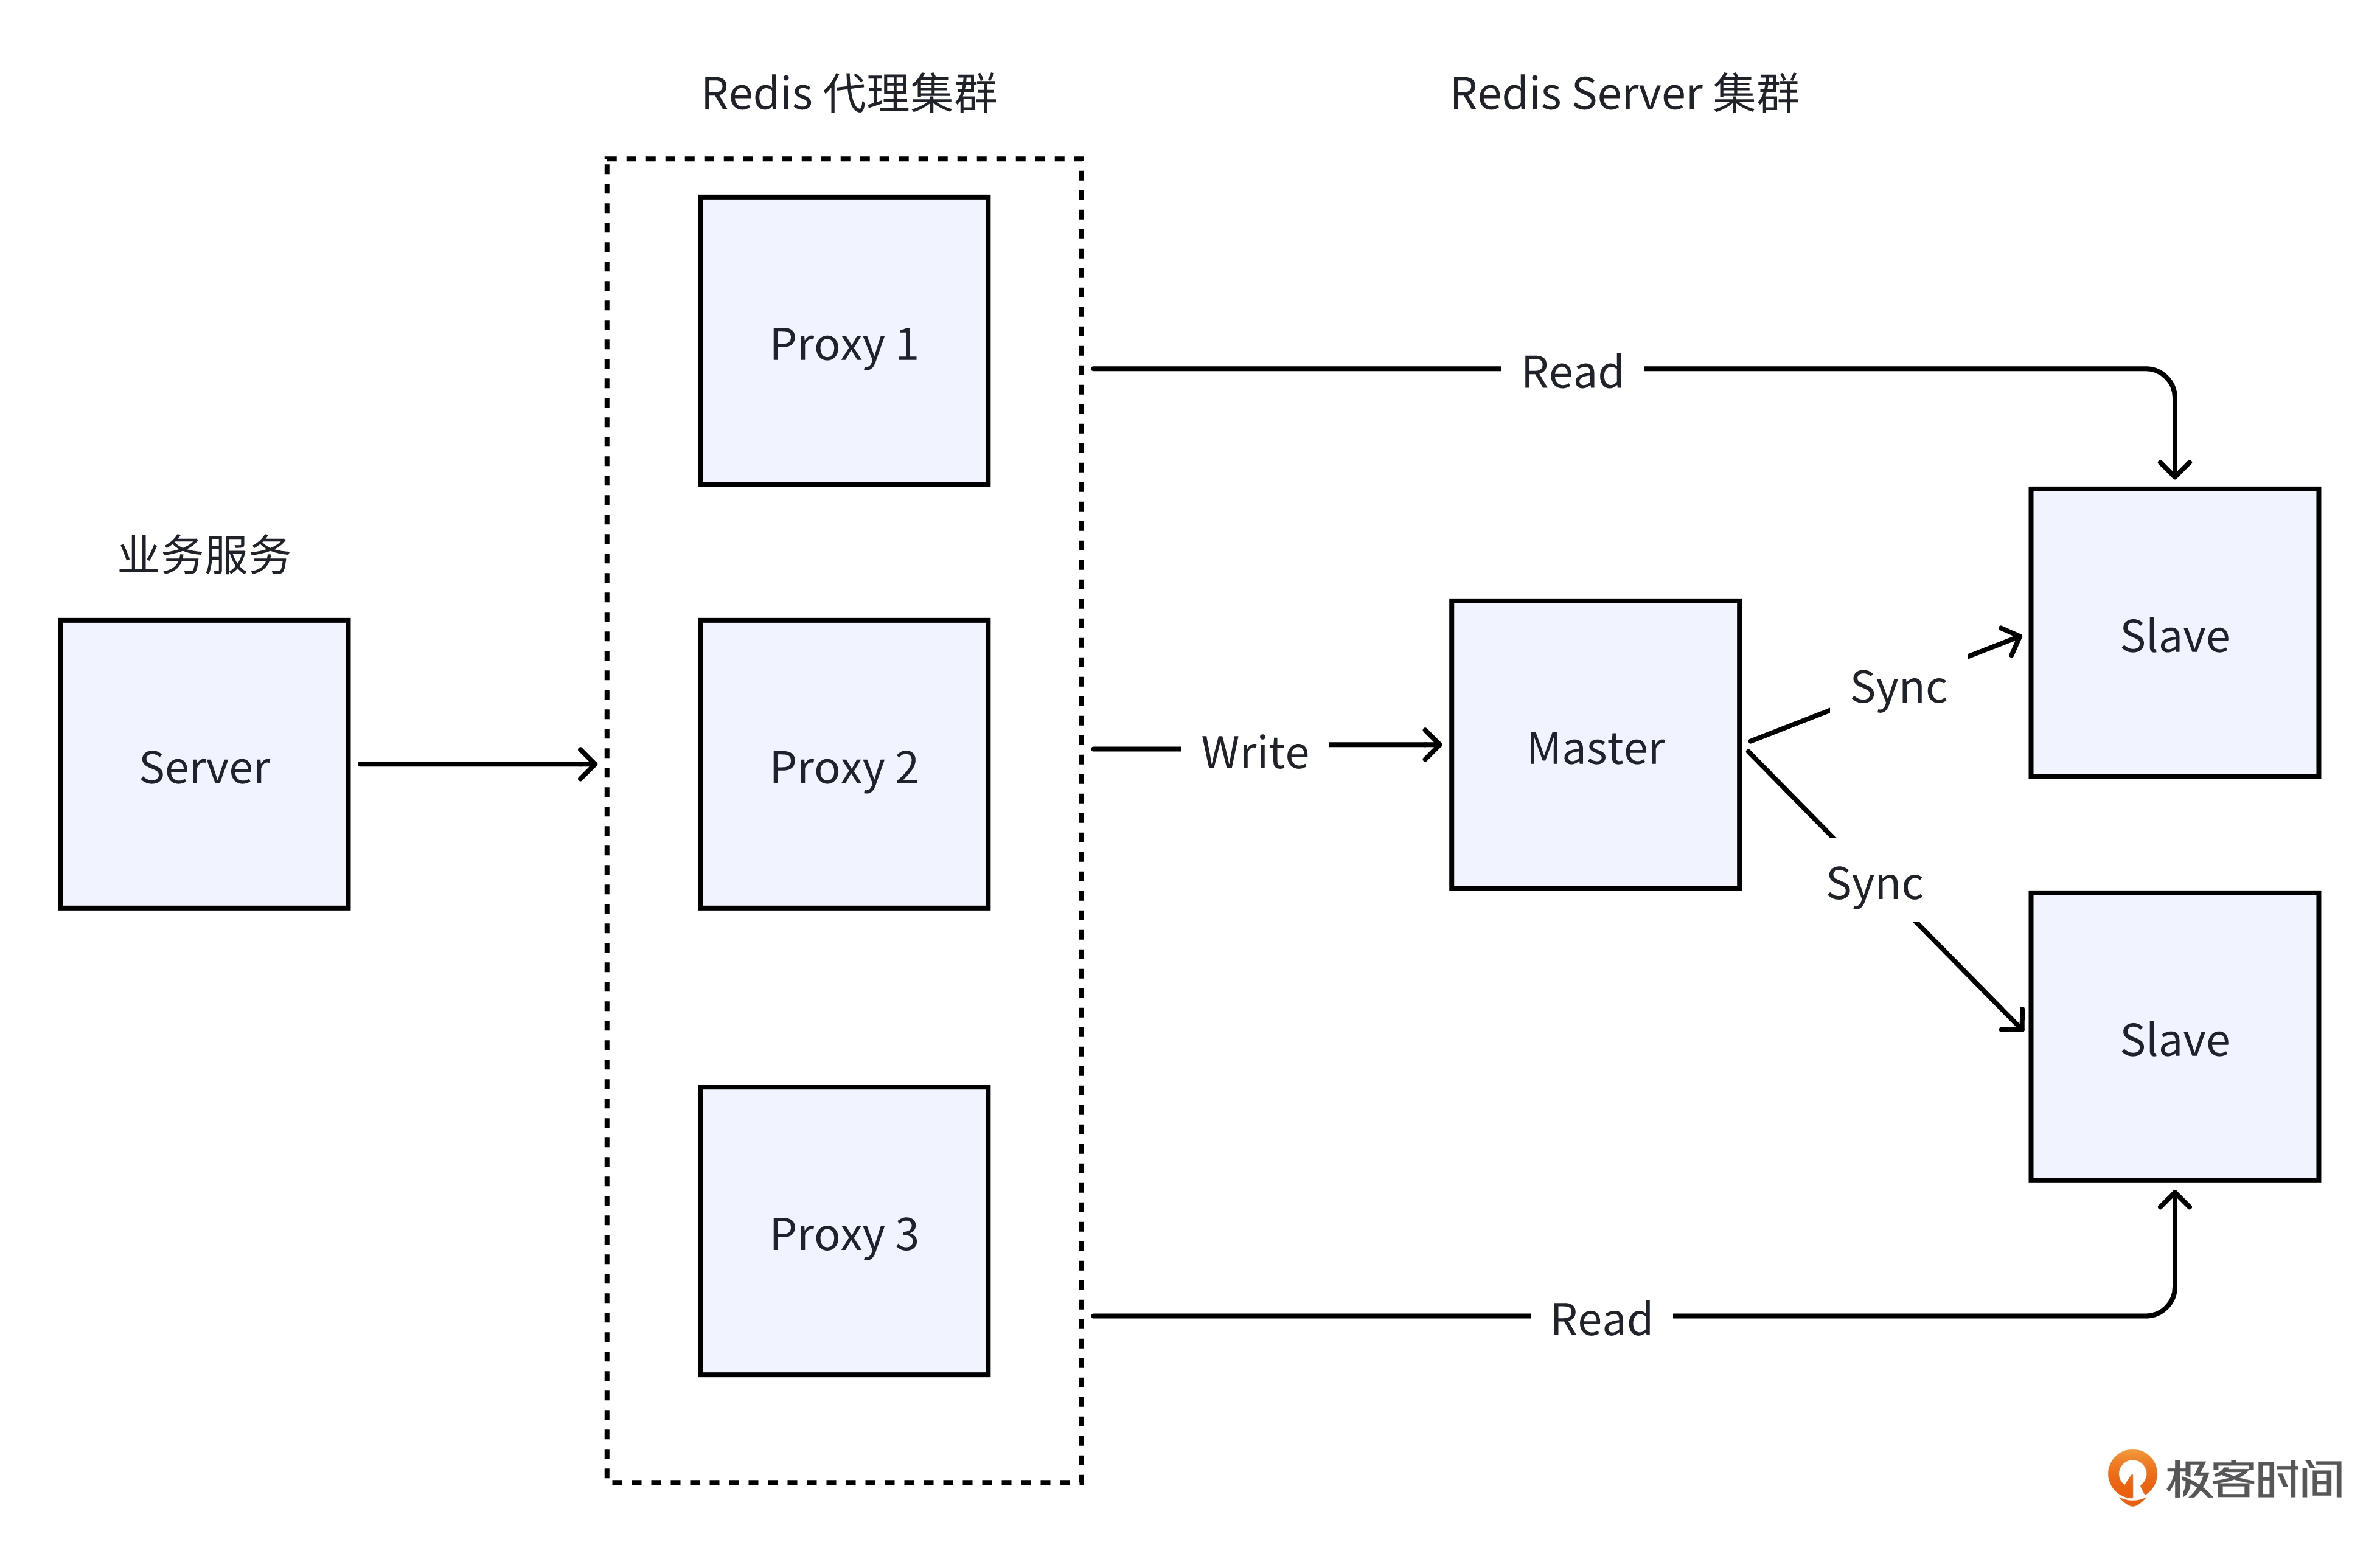 Redis 代理集群
Redis Server 集群
Proxy 1
Read
业务服务
Server
Proxy 2
Write
Master
Sync
Slave
Sync
Slave
Proxy 3
Read
极客时间